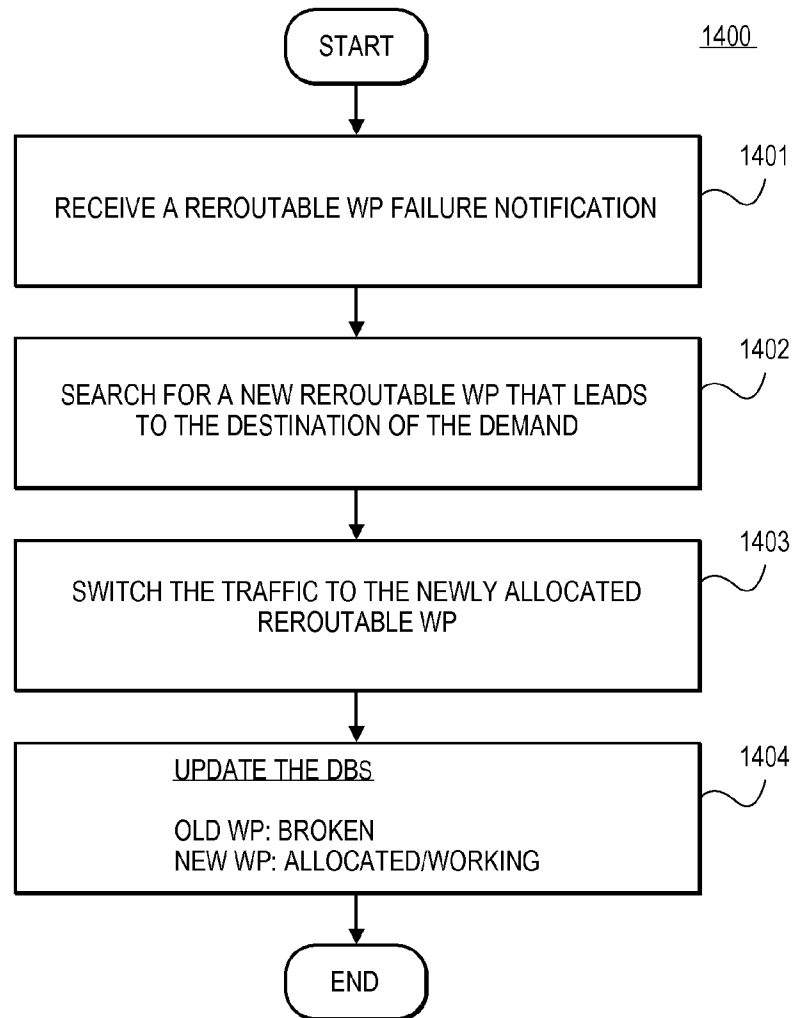 START
1400
1401
RECEIVE A REROUTABLE WP FAILURE NOTIFICATION
1402
SEARCH FOR A NEW REROUTABLE WP THAT LEADS
TO THE DESTINATION OF THE DEMAND
1403
SWITCH THE TRAFFIC TO THE NEWLY ALLOCATED
REROUTABLE WP
1404
UPDATE THE DBS
OLD WP: BROKEN
NEW WP: ALLOCATED/WORKING
END